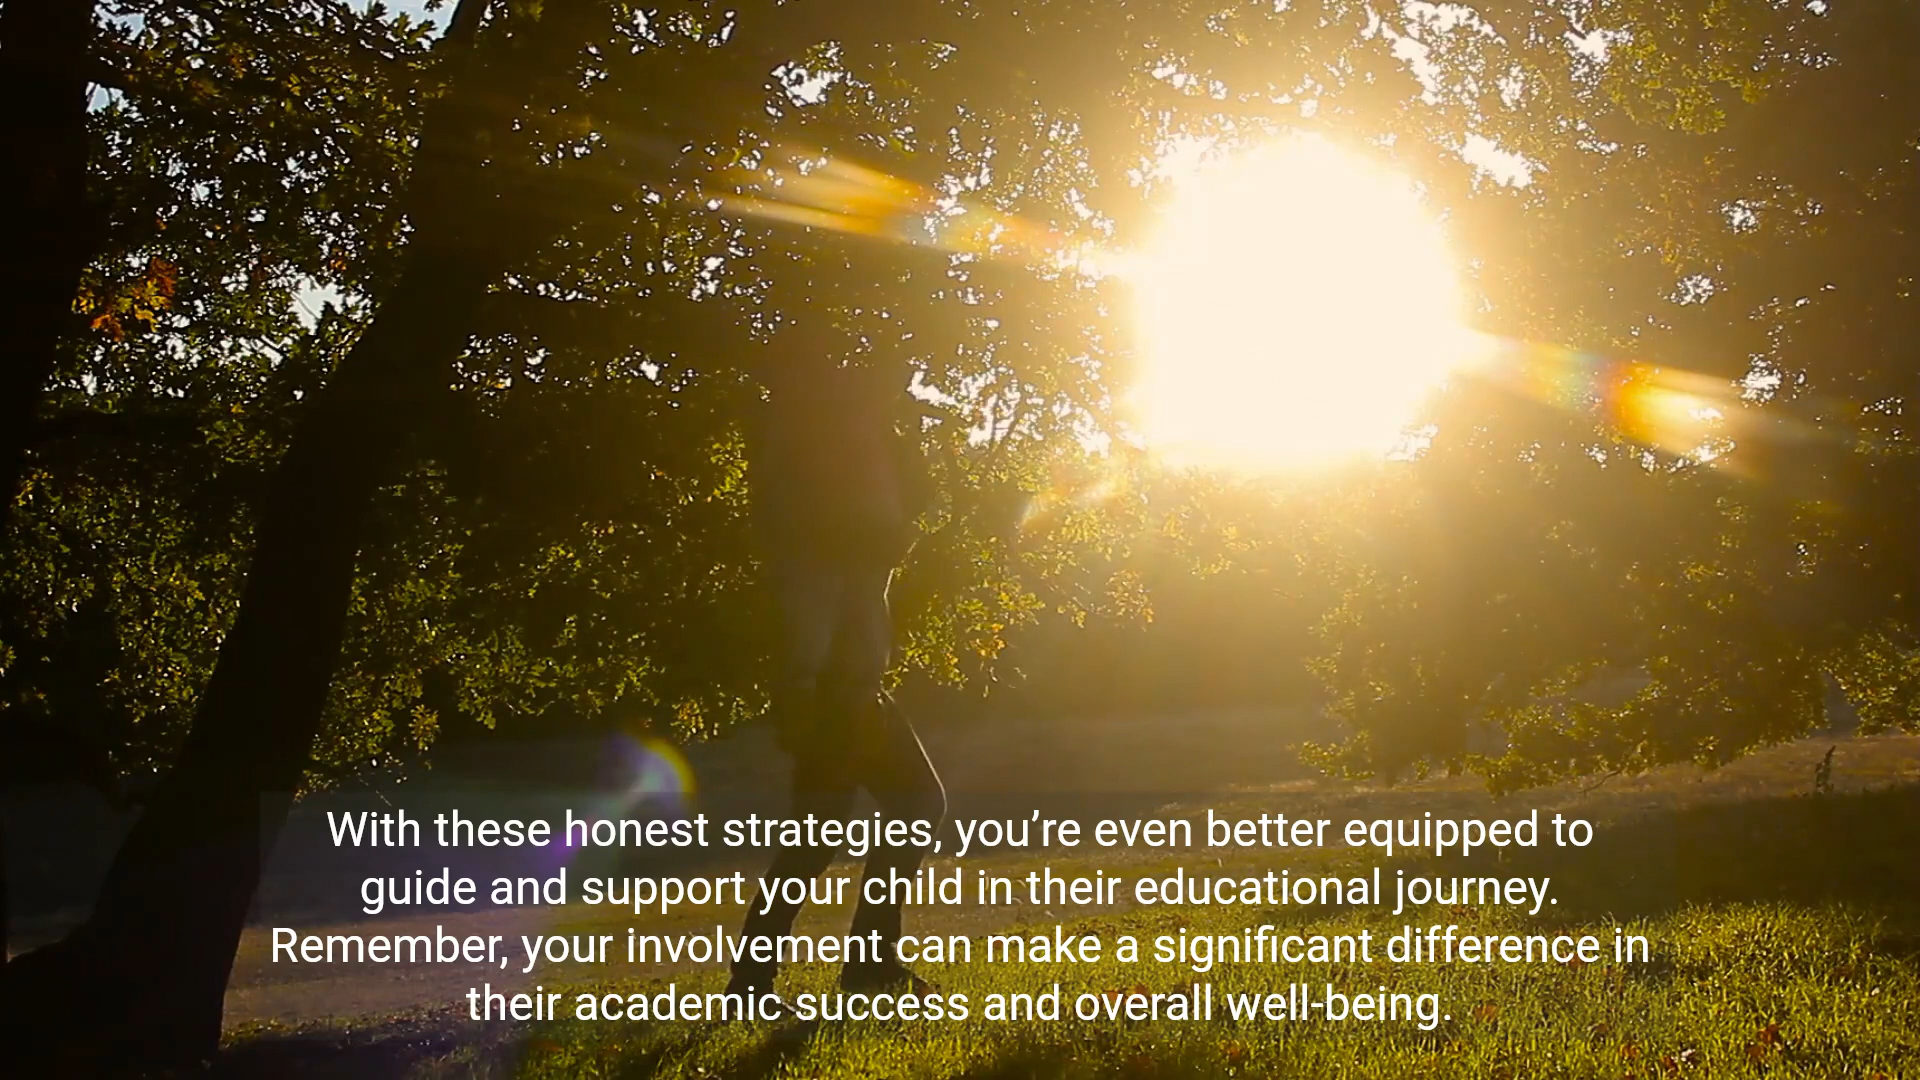 With these honest strategies, you’re even better equipped to
guide and support your child in their educational journey.
Remember, your involvement can make a significant difference in
their academic success and overall well-being.